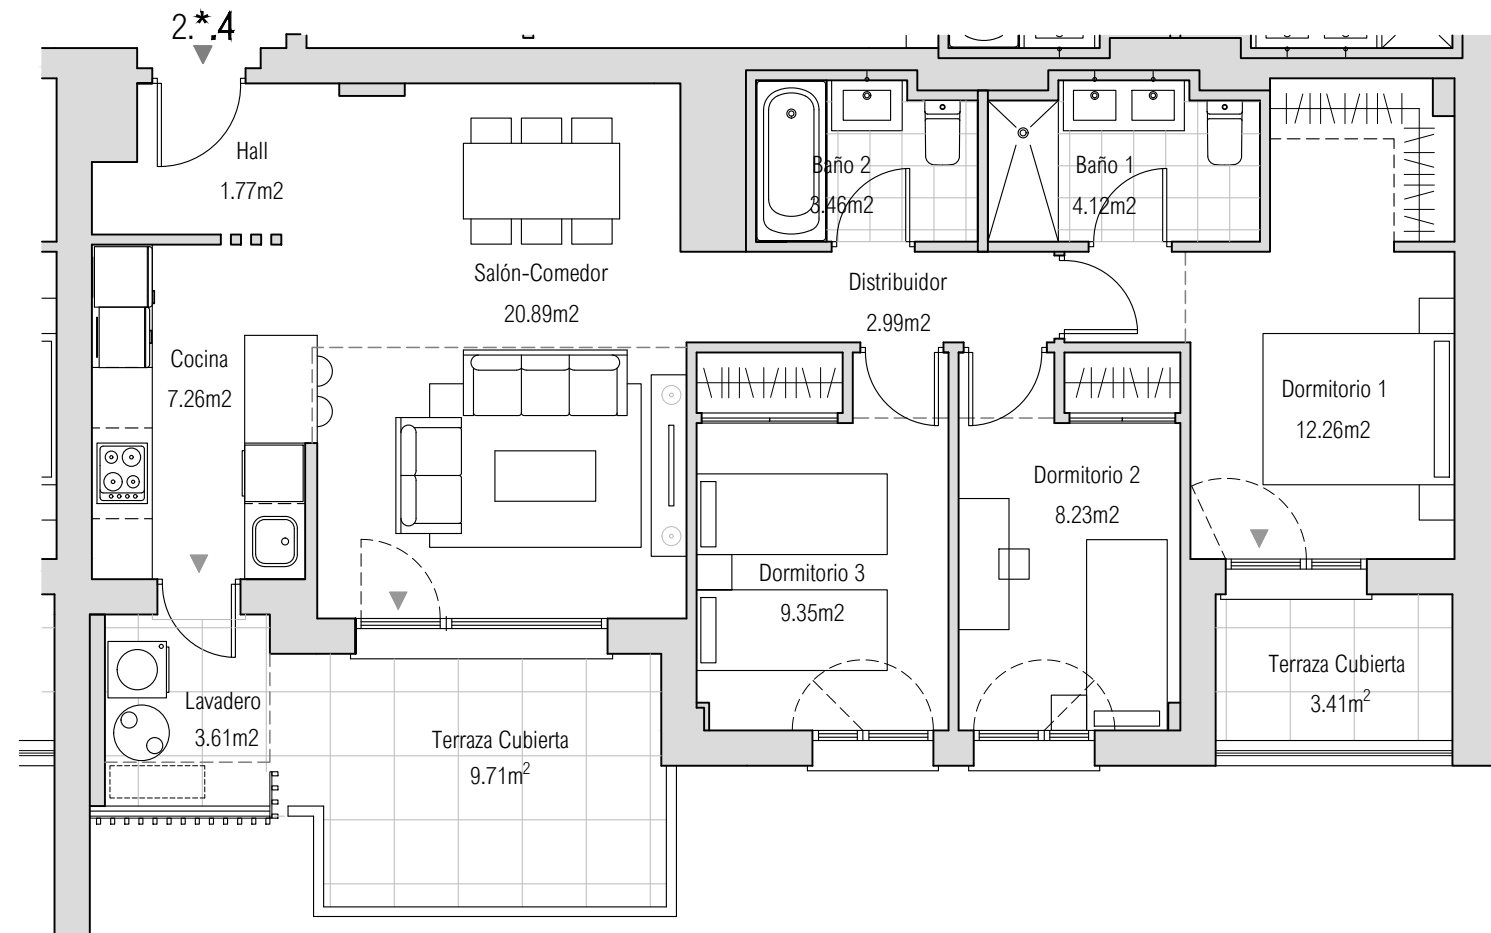 2.*.4
Hall
1.77m2
Baño 2
3.46m2
Baño 1
4.12m2
Salón-Comedor
20.89m2
Distribuidor
2.99m2
Cocina
7.26m2
Dormitorio 1
12.26m2
Dormitorio 2
8.23m2
Dormitorio 3
9.35m2
Terraza Cubierta
3.41m²
Lavadero
3.61m2
Terraza Cubierta
9.71m²